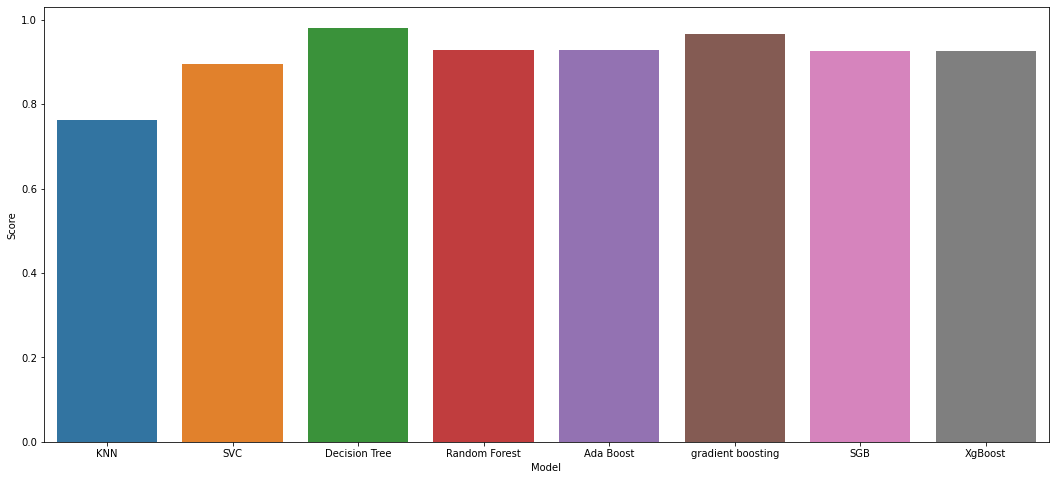 1.0
0.8
0.6
0.4
0.2
0.0
Score
KNN
SVC
Decision Tree
Random Forest
Ada Boost
gradient boosting
SGB
XgBoost
Model